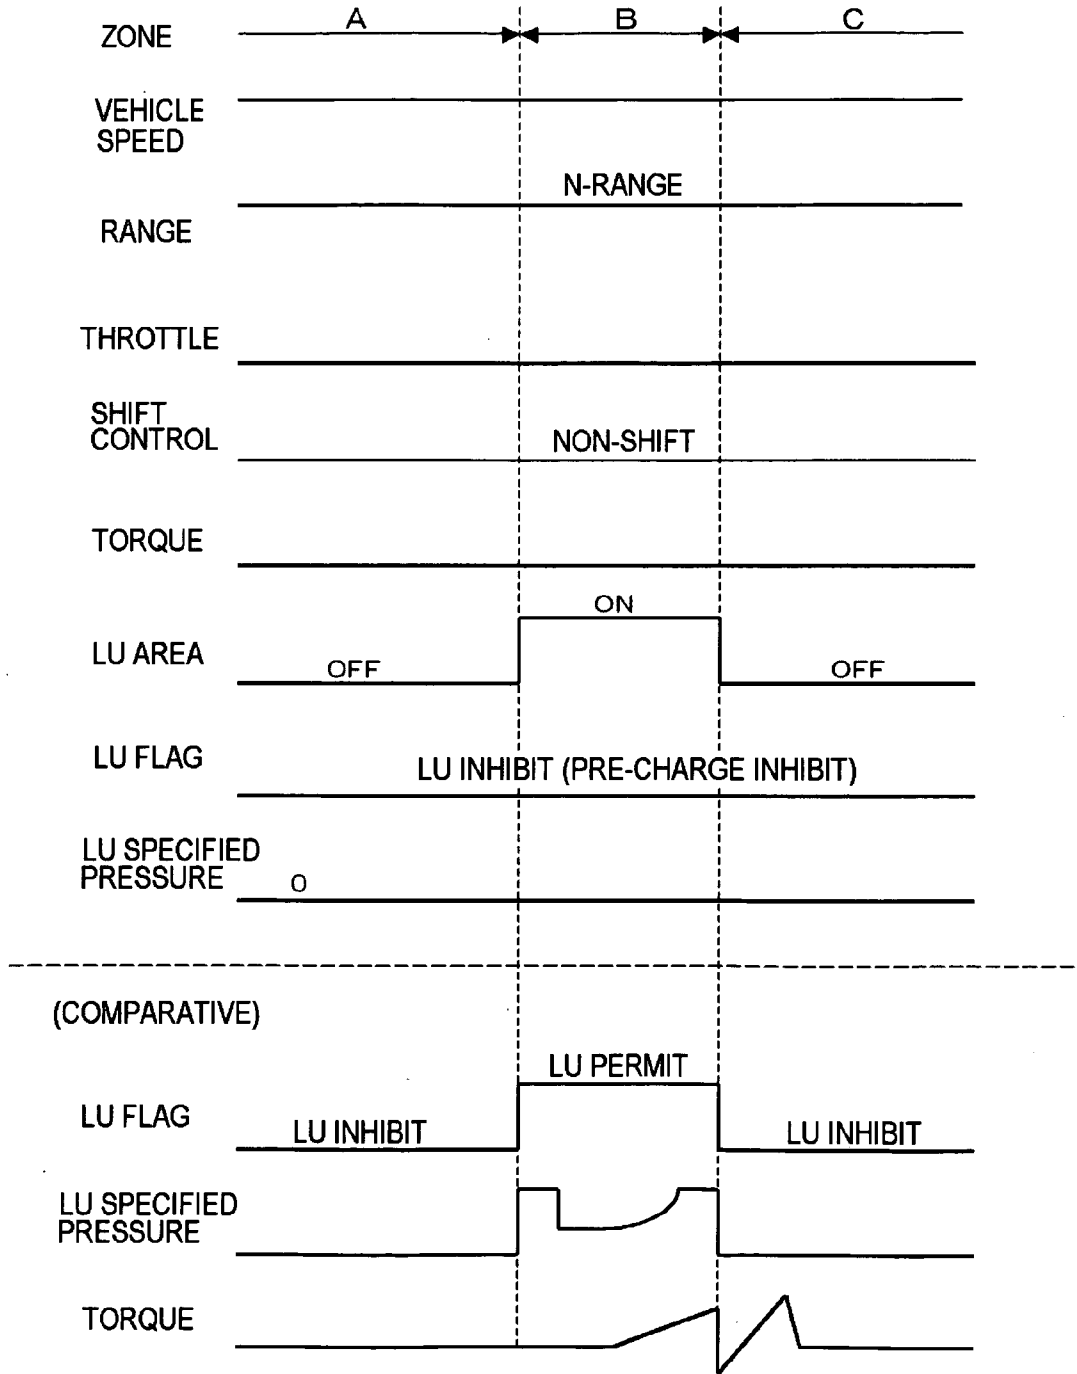 ZONE
A
B
C
VEHICLE
SPEED
N-RANGE
RANGE
THROTTLE
SHIFT
CONTROL
NON-SHIFT
TORQUE
ON
LU AREA
OFF
OFF
LU FLAG
LU INHIBIT (PRE-CHARGE INHIBIT)
LU SPECIFIED
PRESSURE
0
(COMPARATIVE)
LU PERMIT
LU FLAG
LU INHIBIT
LU INHIBIT
LU SPECIFIED
PRESSURE
TORQUE